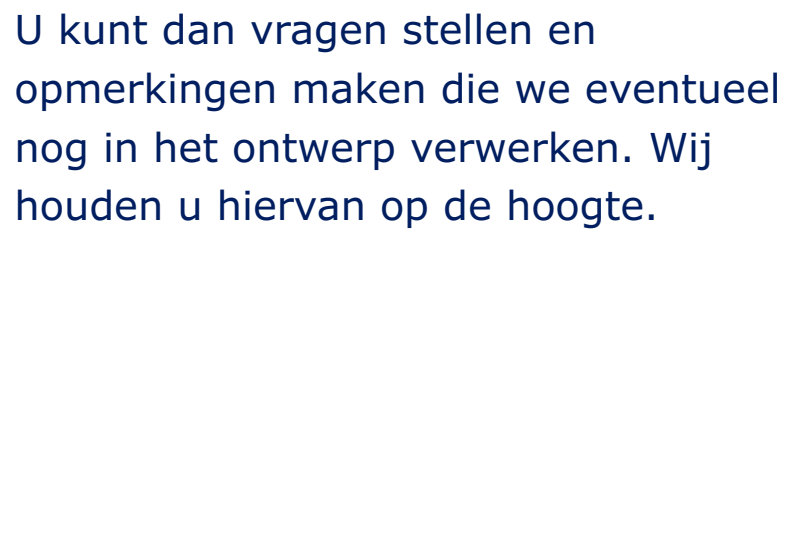 U kunt dan vragen stellen en
opmerkingen maken die we eventueel
nog in het ontwerp verwerken. Wij
houden u hiervan op de hoogte.